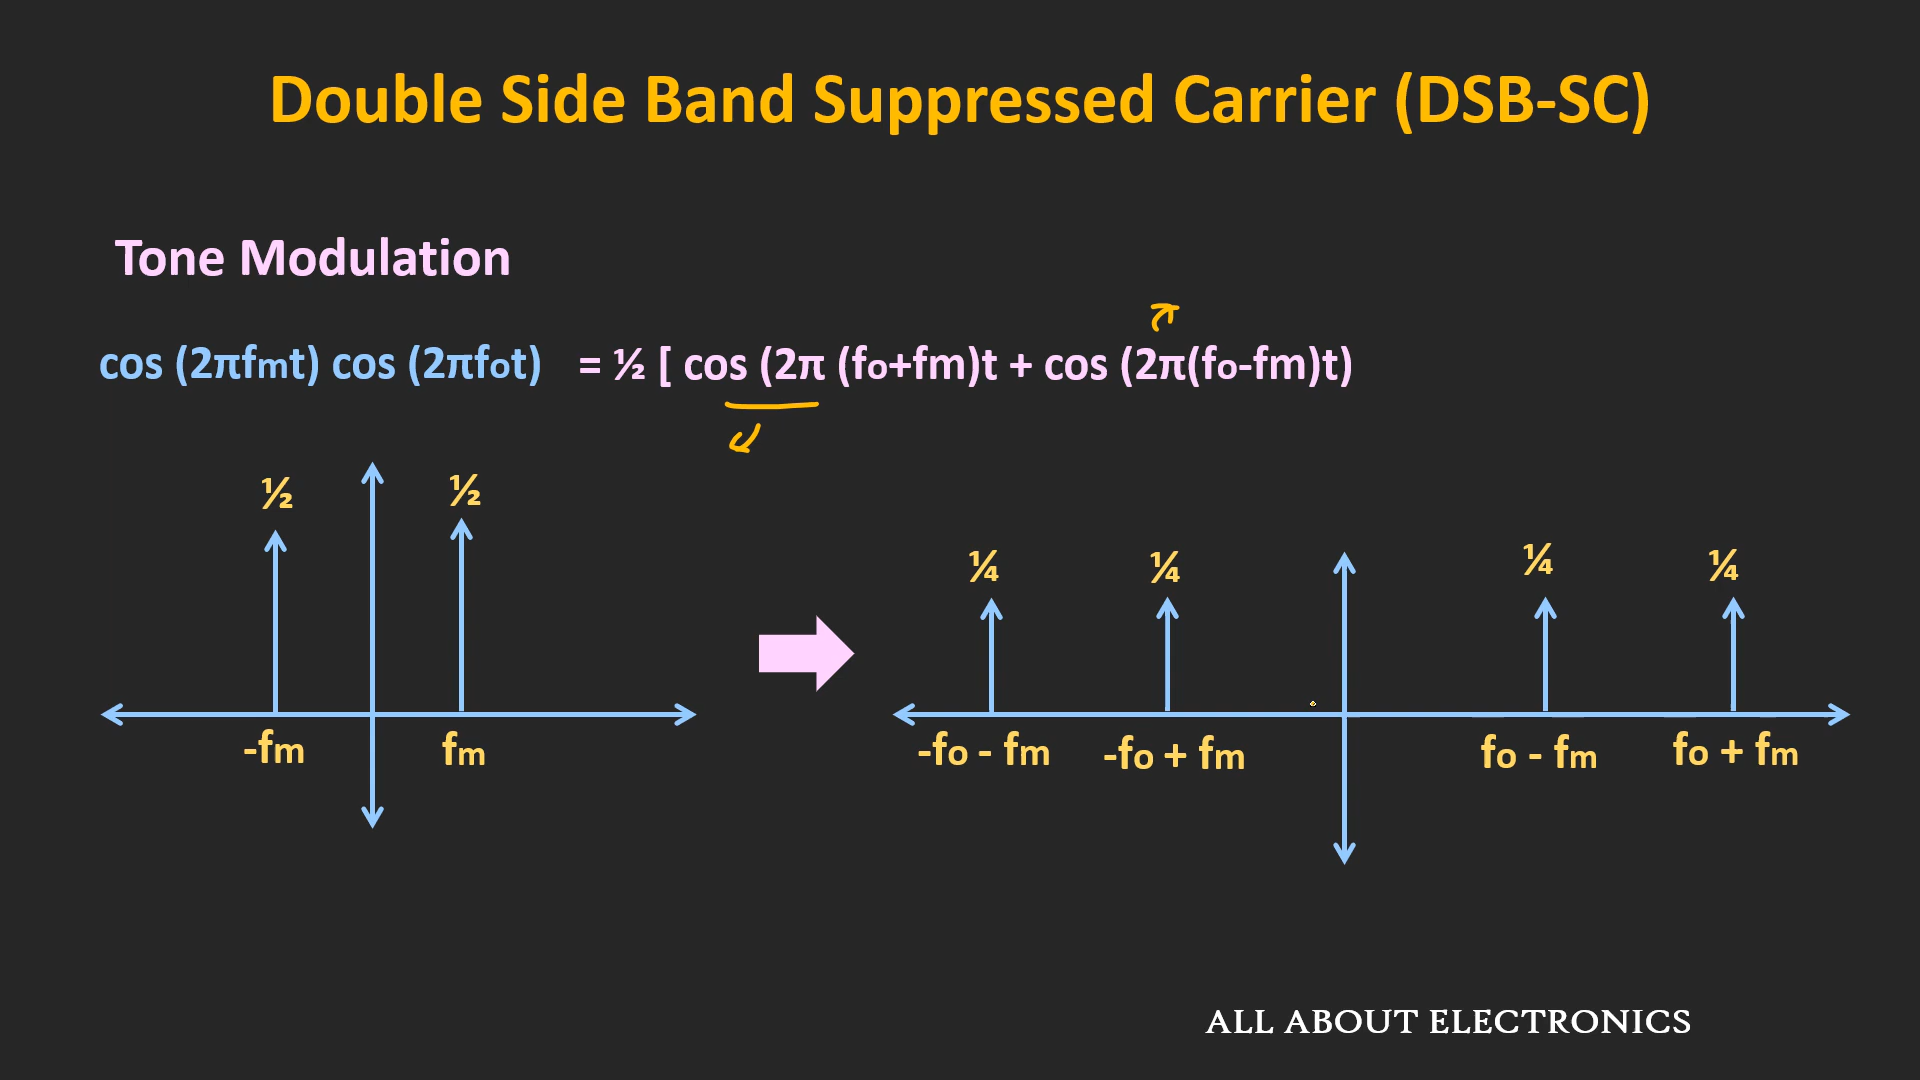 Double Side Band Suppressed Carrier (DSB-SC)
Tone Modulation
cos (2πfmt) cos (2πfot) = ½ [ cos (2π (fo+fm)t + cos (2π(fo-fm)t)
½ ½
¼ ¼ ¼ ¼
-fm fm
-fo - fm -fo + fm fo - fm fo + fm
ALL ABOUT ELECTRONICS